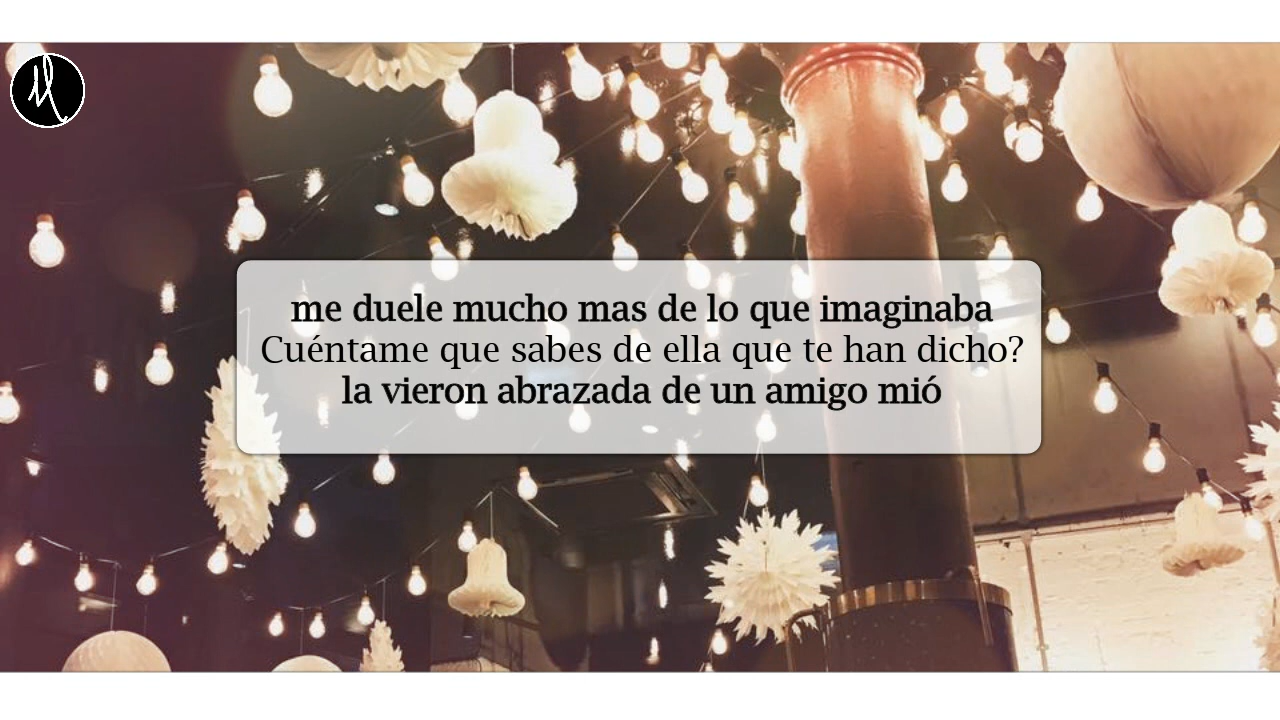 me duele mucho mas de lo que imaginaba
Cuéntame que sabes de ella que te han dicho?
la vieron abrazada de un amigo mió